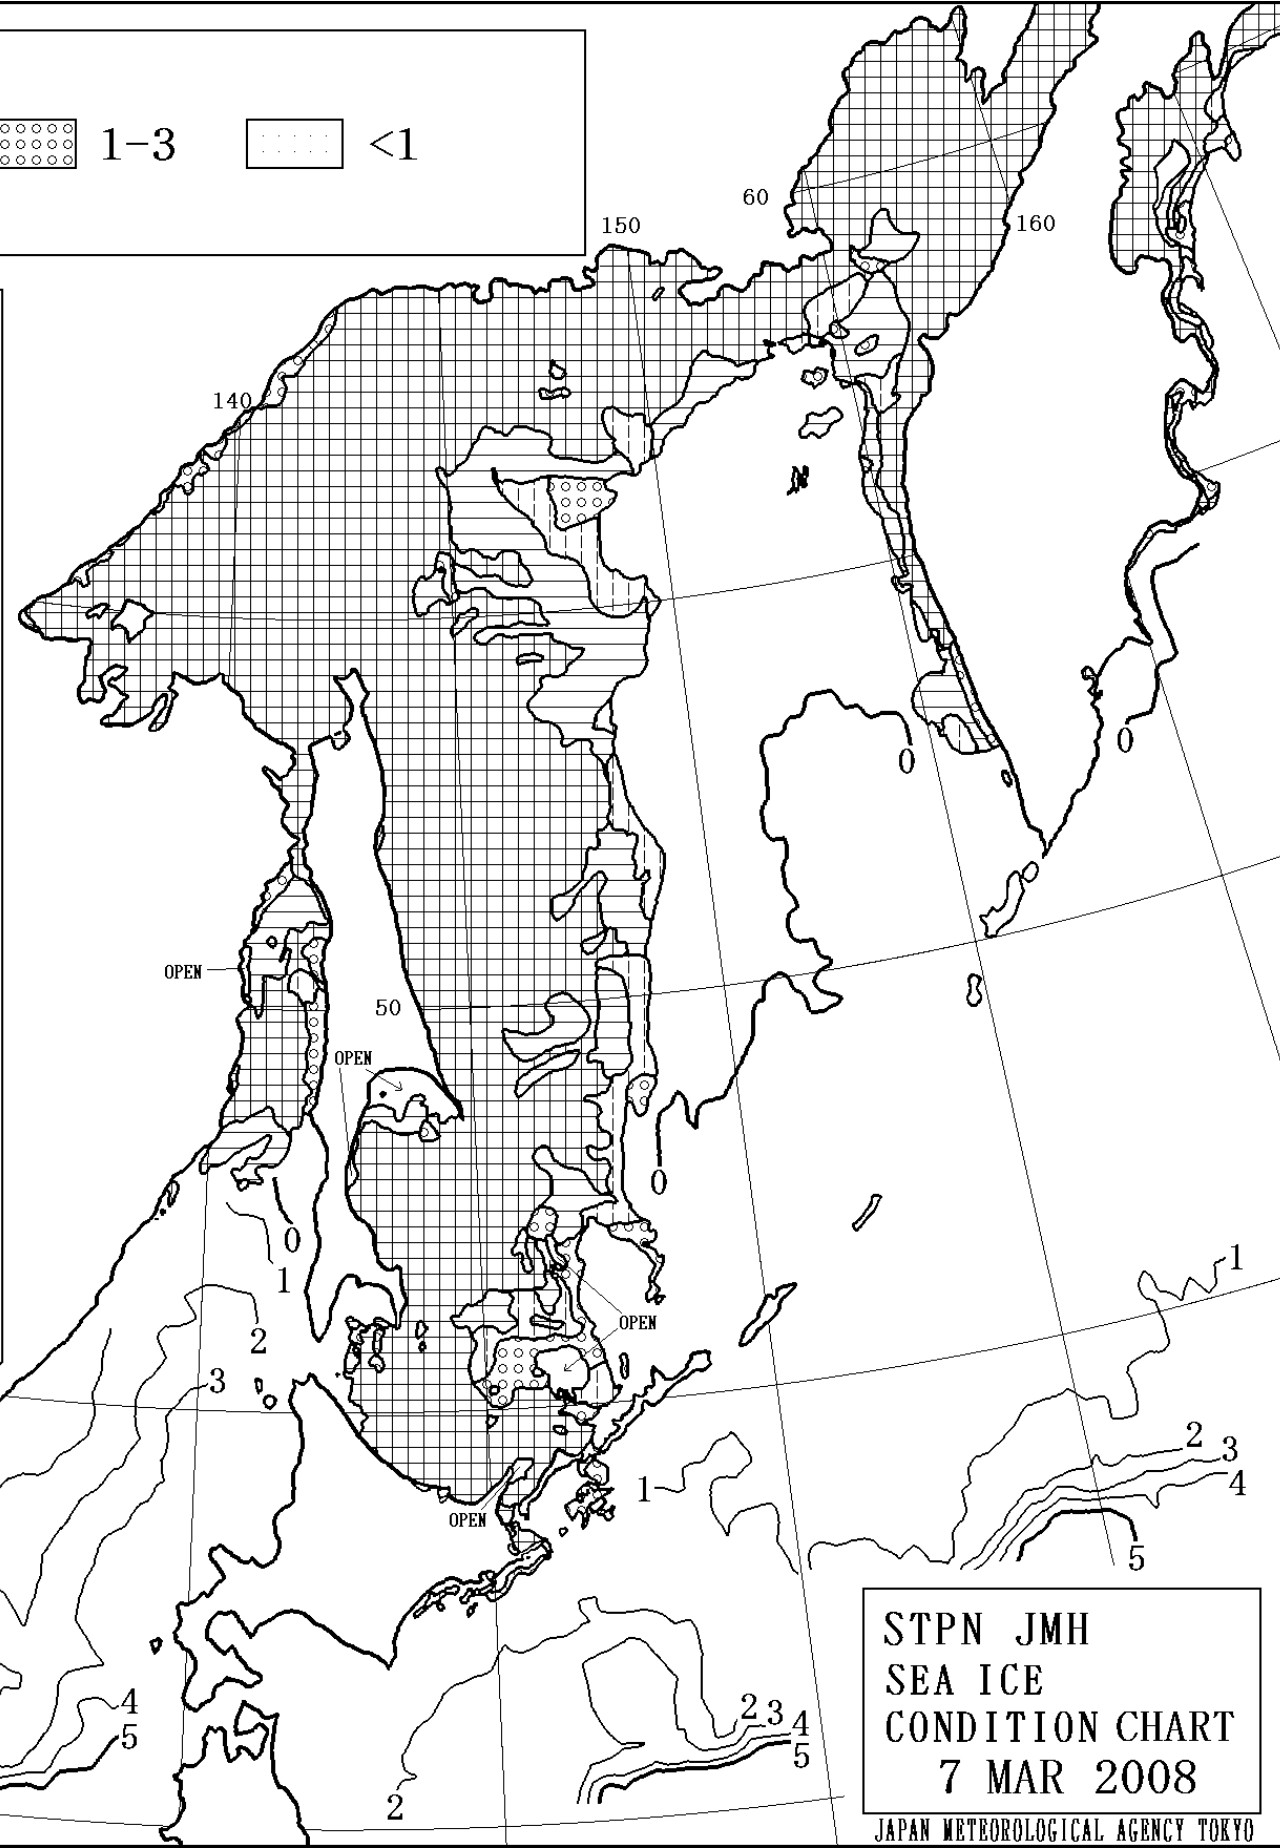 1-3 <1
150
60
160
140
0
0
OPEN
50
OPEN
0
0
1
1
2
OPEN
3
2
3
1
4
OPEN
5
STPN JMH
SEA ICE
CONDITION CHART
7 MAR 2008
4
2 3 4
5
5
2
JAPAN METEOROLOGICAL AGENCY TOKYO